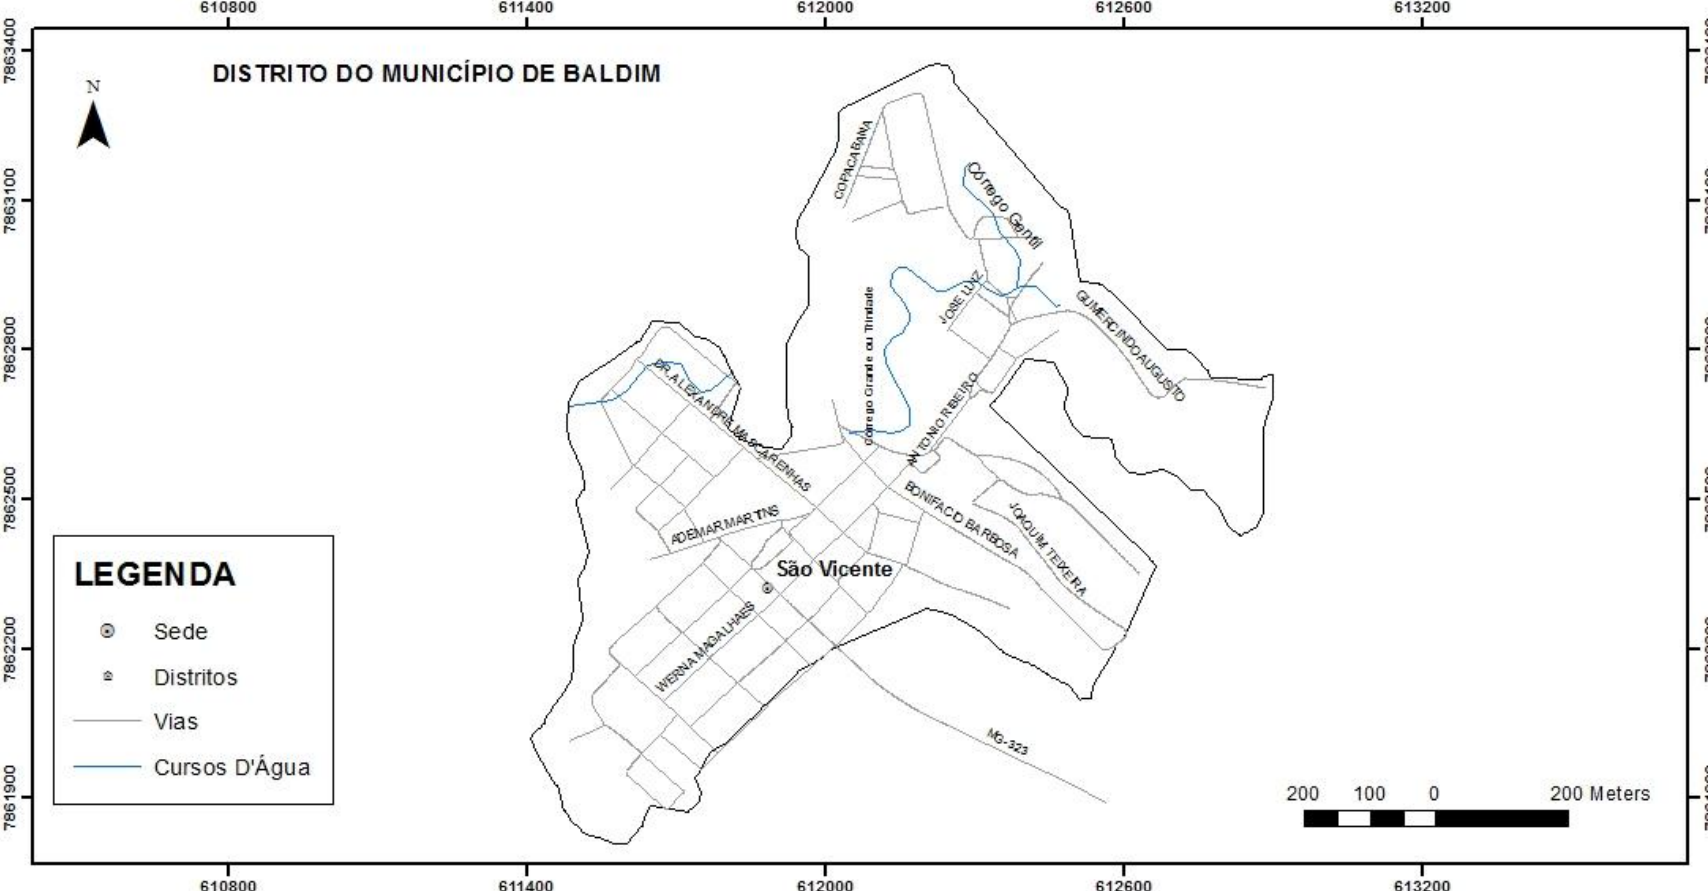 610800 611400 612000 612600 613200
7863400
DISTRITO DO MUNICÍPIO DE BALDIM
N
COPACABANA
Córrego Gentil
7863100
JOSE LUIZ
GUMERCINDO AUGUSTO
Córrego Grande ou Trindade
7862800
DR. ALEXANDRE MASCARENHAS
ANTONIO RIBEIRO
7862500
BONIFACIO BARBOSA
JOAQUIM TEIXEIRA
ADEMAR MARTINS
São Vicente
WERNA MAGALHAES
7862200
MG-323
7861900
LEGENDA
Sede
Distritos
Vias
Cursos D'Água
200 100 0 200 Meters
610800 611400 612000 612600 613200